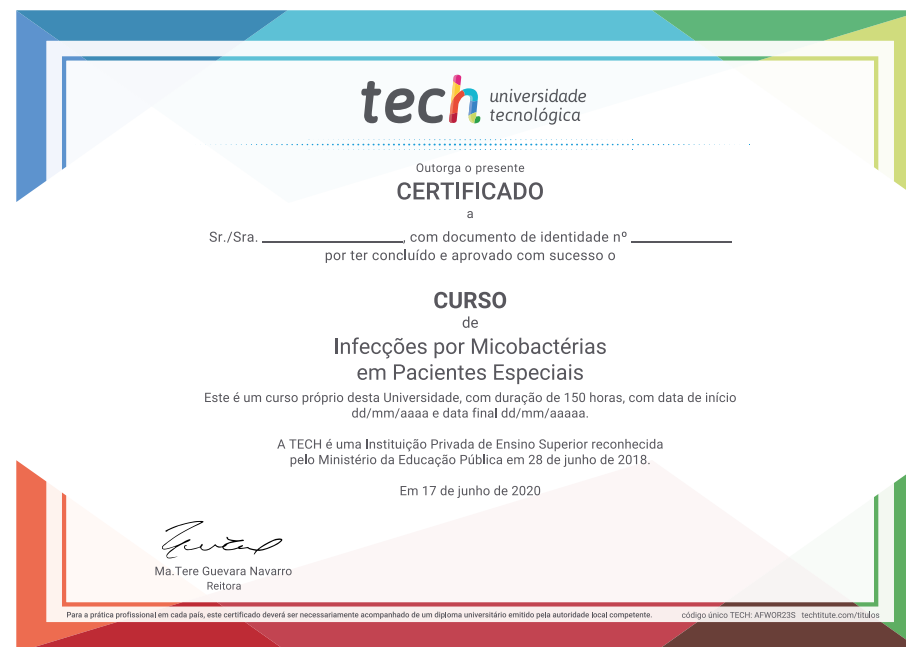 tech universidade
tecnológica
Outorga o presente
CERTIFICADO
a
Sr./Sra. ____________________, com documento de identidade nº ______________
por ter concluído e aprovado com sucesso o
CURSO
de
Infecções por Micobactérias
em Pacientes Especiais
Este é um curso próprio desta Universidade, com duração de 150 horas, com data de início
dd/mm/aaaa e data final dd/mm/aaaaa.
A TECH é uma Instituição Privada de Ensino Superior reconhecida
pelo Ministério da Educação Pública em 28 de junho de 2018.
Em 17 de junho de 2020
Ma.Tere Guevara Navarro
Reitora
Para a prática profissional em cada país, este certificado deverá ser necessariamente acompanhado de um diploma universitário emitido pela autoridade local competente. código único TECH: AFWOR23S techtitute.com/titulos